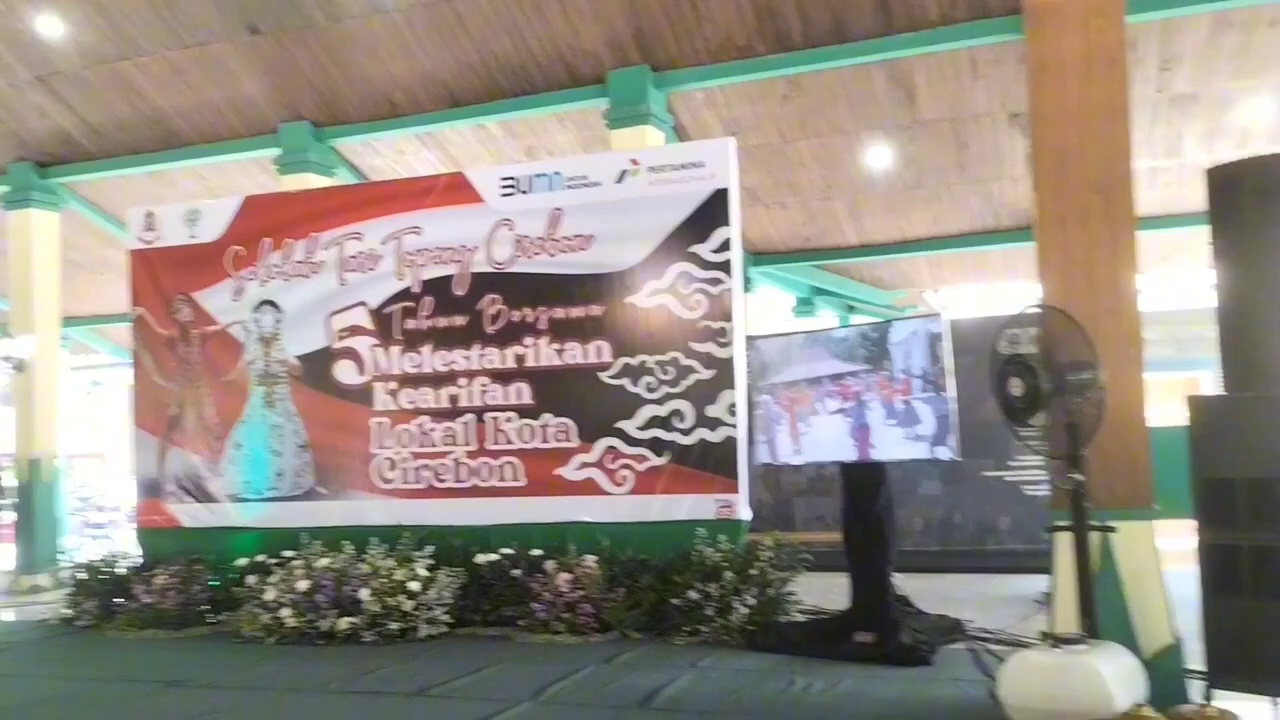 BUMN
PERTAMINA
Sekolah Tari Topeng Cirebon
5 Tahun Bersama
Melestarikan
Kearifan
Lokal Kota
Cirebon